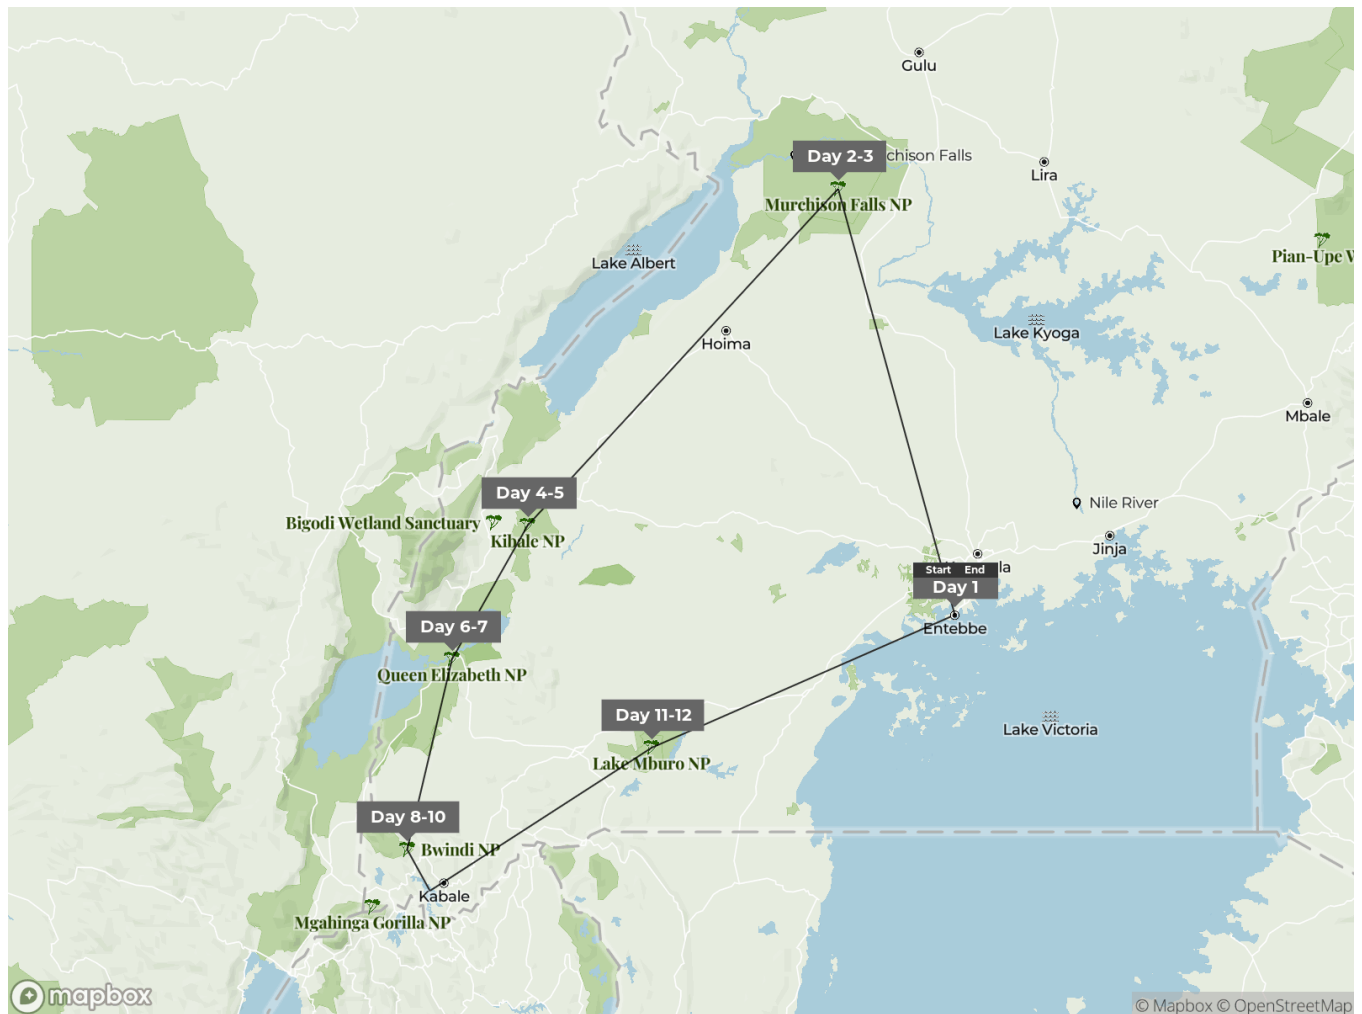 Gulu
Day 2-3
chison Falls
Lira
Murchison Falls NP
Pian-Upe W
Lake Albert
Lake Kyoga
Hoima
Mbale
Day 4-5
Nile River
Bigodi Wetland Sanctuary
Kibale NP
Jinja
la
Start End
Day 1
Entebbe
Day 6-7
Queen Elizabeth NP
Day 11-12
Lake Victoria
Lake Mburo NP
Day 8-10
Bwindi NP
Kabale
Mgahinga Gorilla NP
mapbox
© Mapbox © OpenStreetMap